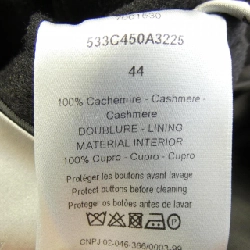 533C450A3225
44
100% Cachemire - Cashmere -
Cashmere
DOUBLURE - LINING
MATERIAL INTERIOR
100% Cupro - Cupro - Cupro
Protéger les boutons avant lavage
Protect buttons before cleaning
Protegar os botões antes de lavar